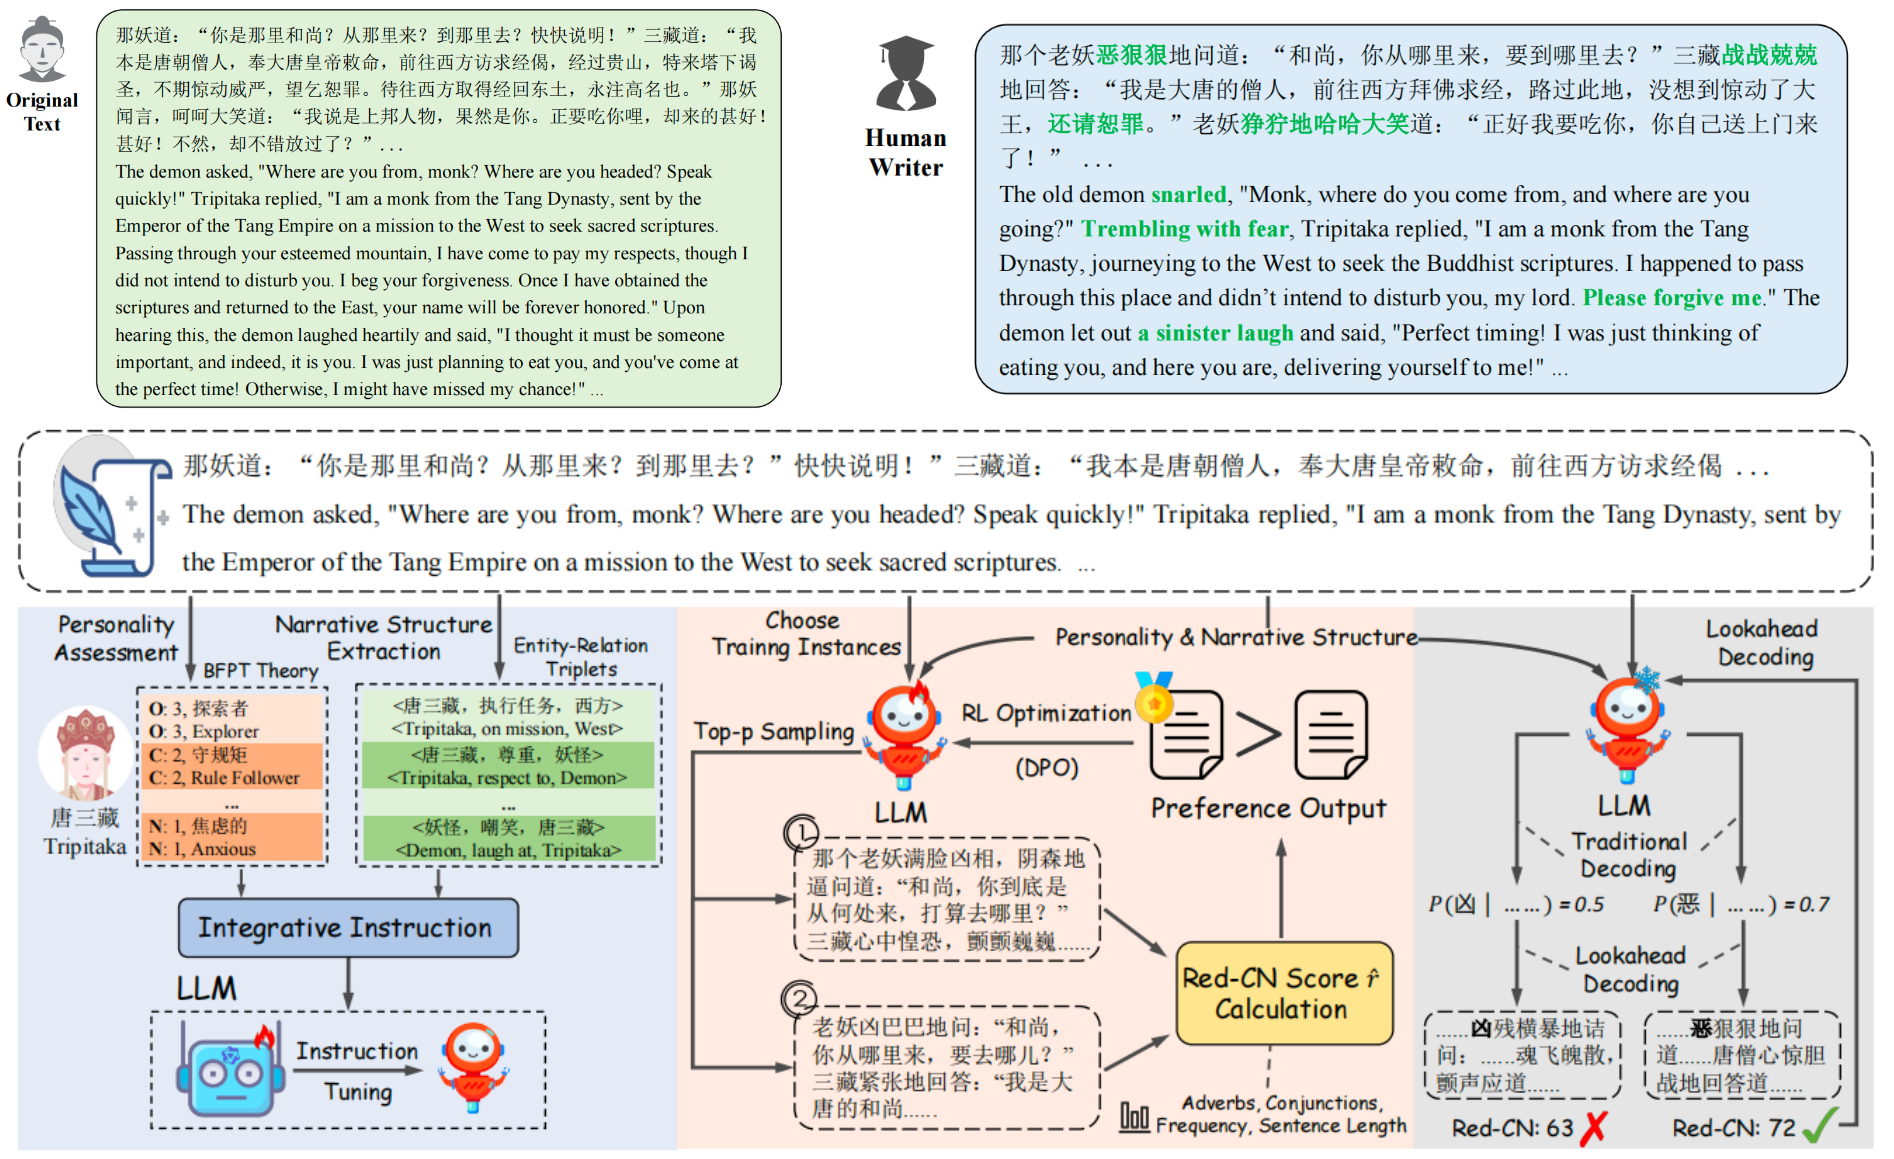 Original
Text
那妖道：“你是那里和尚？从那里来？到那里去？快快说明！”三藏道：“我
本是唐朝僧人，奉大唐皇帝敕命，前往西方访求经偈，经过贵山，特来塔下谒
圣，不期惊动威严，望乞恕罪。待往西方取得经回东土，永注高名也。”那妖
闻言，呵呵大笑道：“我说是上邦人物，果然是你。正要吃你哩，却来的甚好！
甚好！不然，却不错放过了？”...
The demon asked, "Where are you from, monk? Where are you headed? Speak
quickly!" Tripitaka replied, "I am a monk from the Tang Dynasty, sent by the
Emperor of the Tang Empire on a mission to the West to seek sacred scriptures.
Passing through your esteemed mountain, I have come to pay my respects, though I
did not intend to disturb you. I beg your forgiveness. Once I have obtained the
scriptures and returned to the East, your name will be forever honored." Upon
hearing this, the demon laughed heartily and said, "I thought it must be someone
important, and indeed, it is you. I was just planning to eat you, and you've come at
the perfect time! Otherwise, I might have missed my chance!" ...
Human
Writer
那个老妖恶狠狠地问道：“和尚，你从哪里来，要到哪里去？”三藏战战兢兢
地回答：“我是大唐的僧人，前往西方拜佛求经，路过此地，没想到惊动了大
王，还请恕罪。”老妖狰狞地哈哈大笑道：“正好我要吃你，你自己送上门来
了！” ...
The old demon snarled, "Monk, where do you come from, and where are you
going?" Trembling with fear, Tripitaka replied, "I am a monk from the Tang
Dynasty, journeying to the West to seek the Buddhist scriptures. I happened to pass
through this place and didn't intend to disturb you, my lord. Please forgive me." The
demon let out a sinister laugh and said, "Perfect timing! I was just thinking of
eating you, and here you are, delivering yourself to me!" ...
那妖道：“你是那里和尚？从那里来？到那里去？”快快说明！”三藏道：“我本是唐朝僧人，奉大唐皇帝敕命，前往西方访求经偈 ...
The demon asked, "Where are you from, monk? Where are you headed? Speak quickly!" Tripitaka replied, "I am a monk from the Tang Dynasty, sent by
the Emperor of the Tang Empire on a mission to the West to seek sacred scriptures. ...
Personality
Assessment
Narrative Structure
Extraction
BFPT Theory
Entity-Relation
Triplets
O: 3, 探索者
O: 3, Explorer
C: 2, 守规矩
C: 2, Rule Follower
...
N: 1, 焦虑的
N: 1, Anxious
唐三藏
Tripitaka
<唐三藏，执行任务，西方>
<Tripitaka, on mission, West>
<唐三藏，尊重，妖怪>
<Tripitaka, respect to, Demon>
...
<妖怪，嘲笑，唐三藏>
<Demon, laugh at, Tripitaka>
Integrative Instruction
LLM
Instruction
Tuning
Choose
Trainng Instances
Personality & Narrative Structure
Top-p Sampling
RL Optimization
(DPO)
LLM
Preference Output
1
那个老妖满脸凶相，阴森地
逼问道：“和尚，你到底是
从何处来，打算去哪里？”
三藏心中惶恐，颤颤巍巍......
2
老妖凶巴巴地问：“和尚，
你从哪里来，要去哪儿？”
三藏紧张地回答：“我是大
唐的和尚......
Red-CN Score r̂
Calculation
Adverbs, Conjunctions,
Frequency, Sentence Length
Lookahead
Decoding
LLM
Traditional
Decoding
P(凶 | ... ...) = 0.5
P(恶 | ... ...) = 0.7
Lookahead
Decoding
......凶残横暴地诘
问：......魂飞魄散，
颤声应道......
......恶狠狠地问
道......唐僧心惊胆
战地回答道......
Red-CN: 63
Red-CN: 72